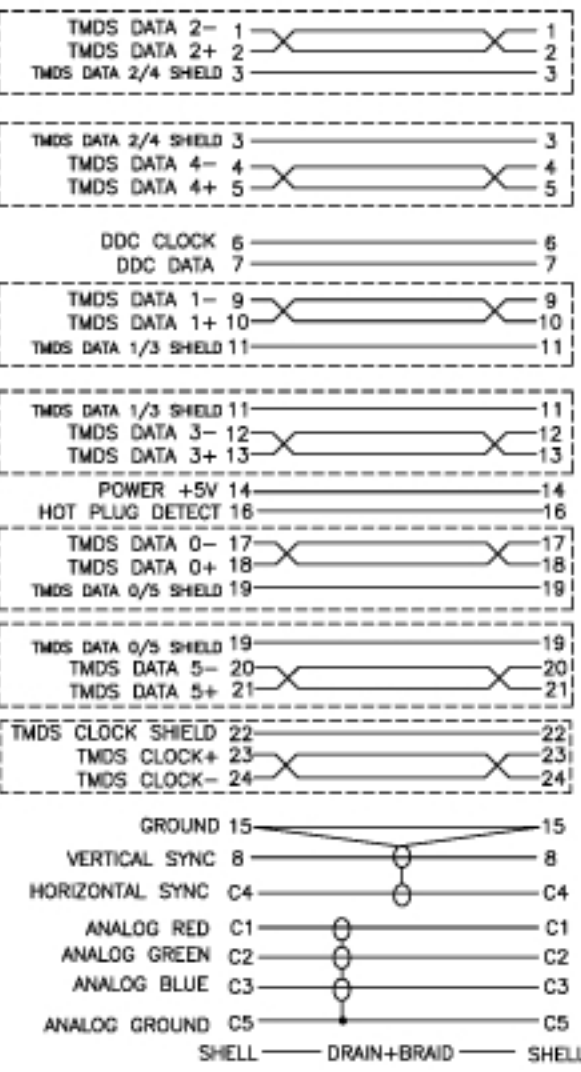 TMDS DATA 2- 1 1
TMDS DATA 2+ 2 2
TMDS DATA 2/4 SHIELD 3 3
TMDS DATA 2/4 SHIELD 3 3
TMDS DATA 4- 4 4
TMDS DATA 4+ 5 5
DDC CLOCK 6 6
DDC DATA 7 7
TMDS DATA 1- 9 9
TMDS DATA 1+ 10 10
TMDS DATA 1/3 SHIELD 11 11
TMDS DATA 1/3 SHIELD 11 11
TMDS DATA 3- 12 12
TMDS DATA 3+ 13 13
POWER +5V 14 14
HOT PLUG DETECT 16 16
TMDS DATA 0- 17 17
TMDS DATA 0+ 18 18
TMDS DATA 0/5 SHIELD 19 19
TMDS DATA 0/5 SHIELD 19 19
TMDS DATA 5- 20 20
TMDS DATA 5+ 21 21
TMDS CLOCK SHIELD 22 22
TMDS CLOCK+ 23 23
TMDS CLOCK- 24 24
GROUND 15 15
VERTICAL SYNC 8 8
HORIZONTAL SYNC C4 C4
ANALOG RED C1 C1
ANALOG GREEN C2 C2
ANALOG BLUE C3 C3
ANALOG GROUND C5 C5
SHELL DRAIN+BRAID SHELL